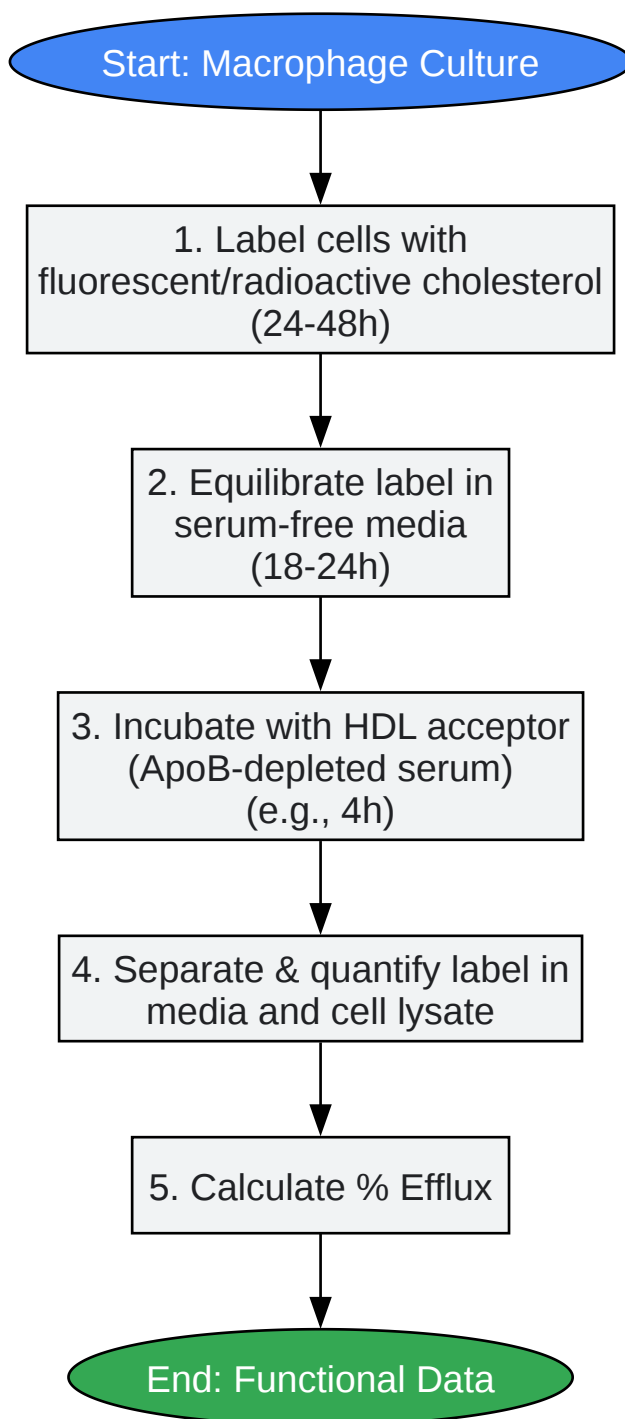 Start: Macrophage Culture
1. Label cells with
fluorescent/radioactive cholesterol
(24-48h)
2. Equilibrate label in
serum-free media
(18-24h)
3. Incubate with HDL acceptor
(ApoB-depleted serum)
(e.g., 4h)
4. Separate & quantify label in
media and cell lysate
5. Calculate % Efflux
End: Functional Data